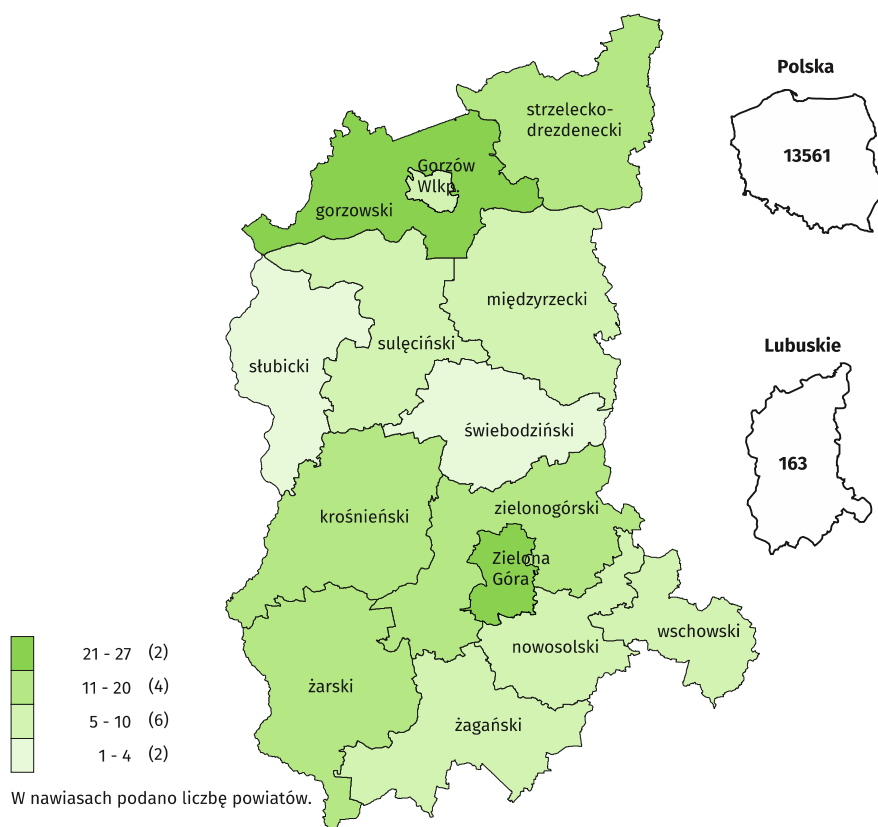 Polska
13561
strzelecko-
drezdenecki
Gorzów
Wlkp.
gorzowski
międzyrzecki
Lubuskie
163
sulęciński
słubicki
świebodziński
zielonogórski
krośnieński
Zielona
Góra
wschowski
nowosolski
żarski
żagański
21 - 27 (2)
11 - 20 (4)
5 - 10 (6)
1 - 4 (2)
W nawiasach podano liczbę powiatów.